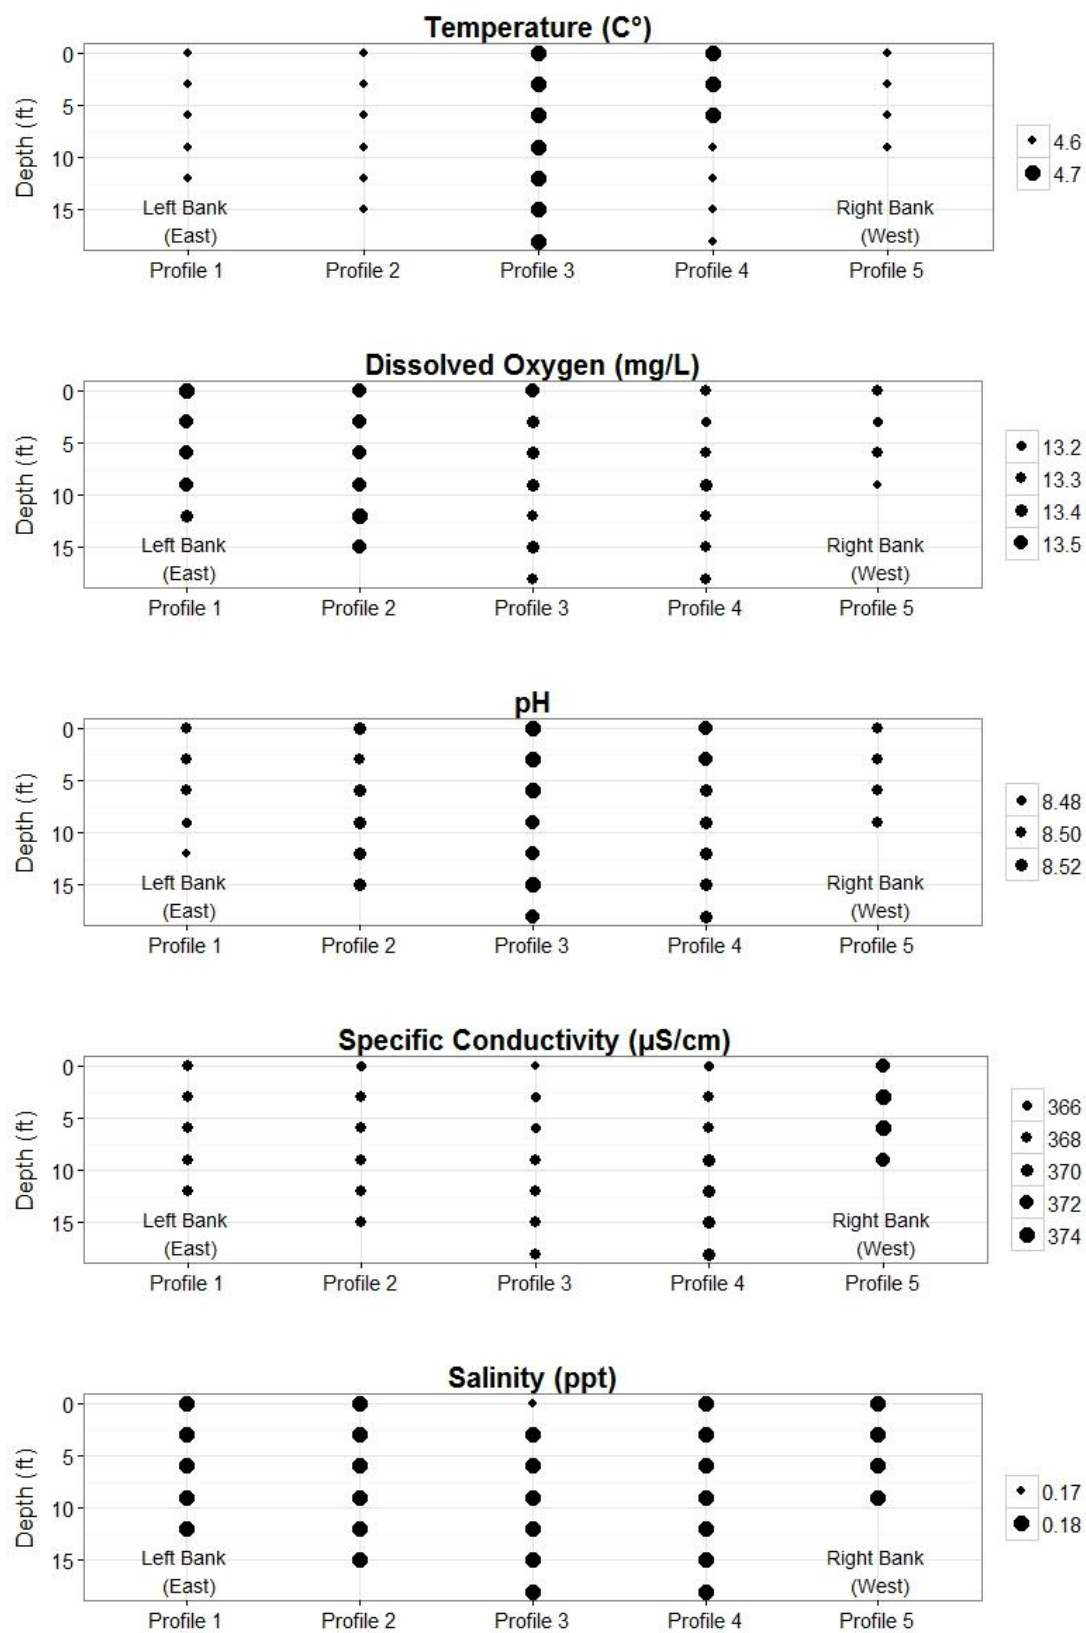 Temperature (C°)
0
5
10
15
Depth (ft)
Left Bank
(East)
Right Bank
(West)
Profile 1 Profile 2 Profile 3 Profile 4 Profile 5
4.6
4.7
Dissolved Oxygen (mg/L)
0
5
10
15
Depth (ft)
Left Bank
(East)
Right Bank
(West)
Profile 1 Profile 2 Profile 3 Profile 4 Profile 5
13.2
13.3
13.4
13.5
pH
0
5
10
15
Depth (ft)
Left Bank
(East)
Right Bank
(West)
Profile 1 Profile 2 Profile 3 Profile 4 Profile 5
8.48
8.50
8.52
Specific Conductivity (µS/cm)
0
5
10
15
Depth (ft)
Left Bank
(East)
Right Bank
(West)
Profile 1 Profile 2 Profile 3 Profile 4 Profile 5
366
368
370
372
374
Salinity (ppt)
0
5
10
15
Depth (ft)
Left Bank
(East)
Right Bank
(West)
Profile 1 Profile 2 Profile 3 Profile 4 Profile 5
0.17
0.18